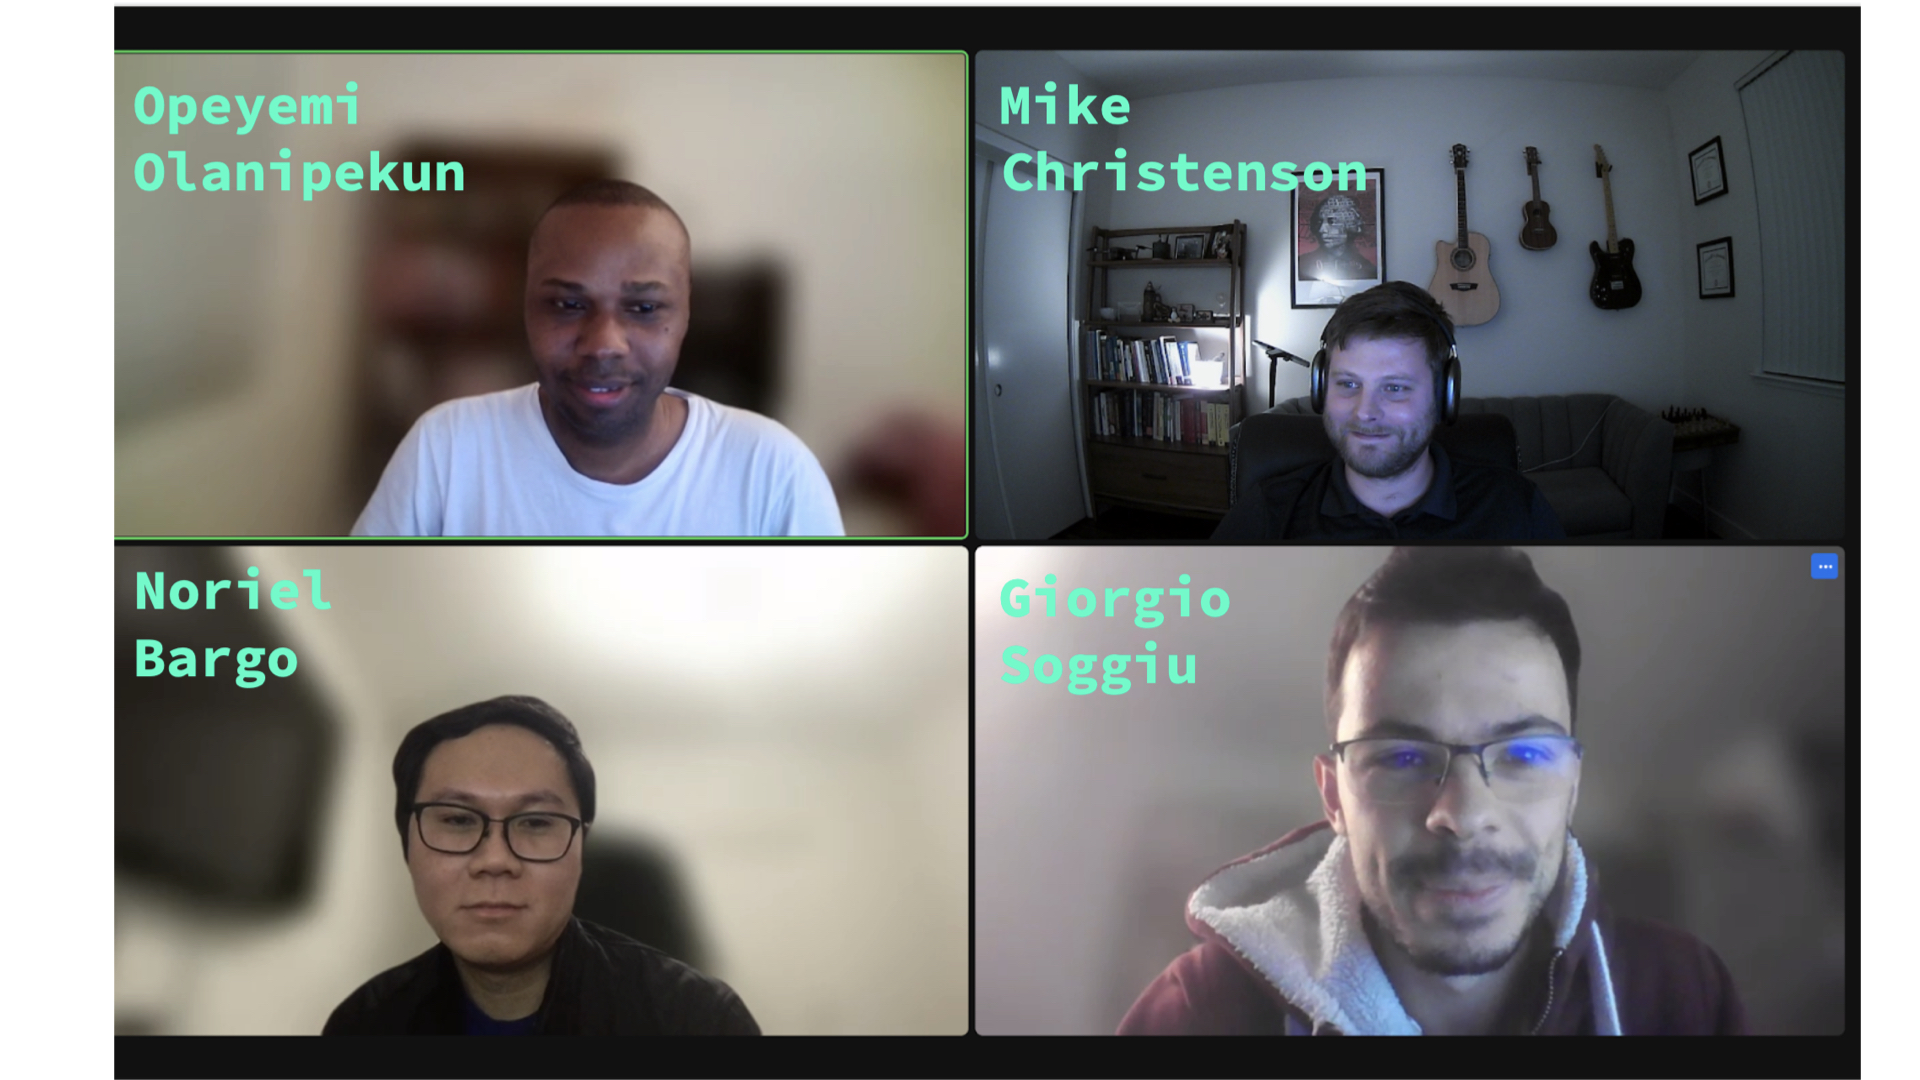 Opeyemi
Olanipekun
Mike
Christenson
Noriel
Bargo
Giorgio
Soggiu